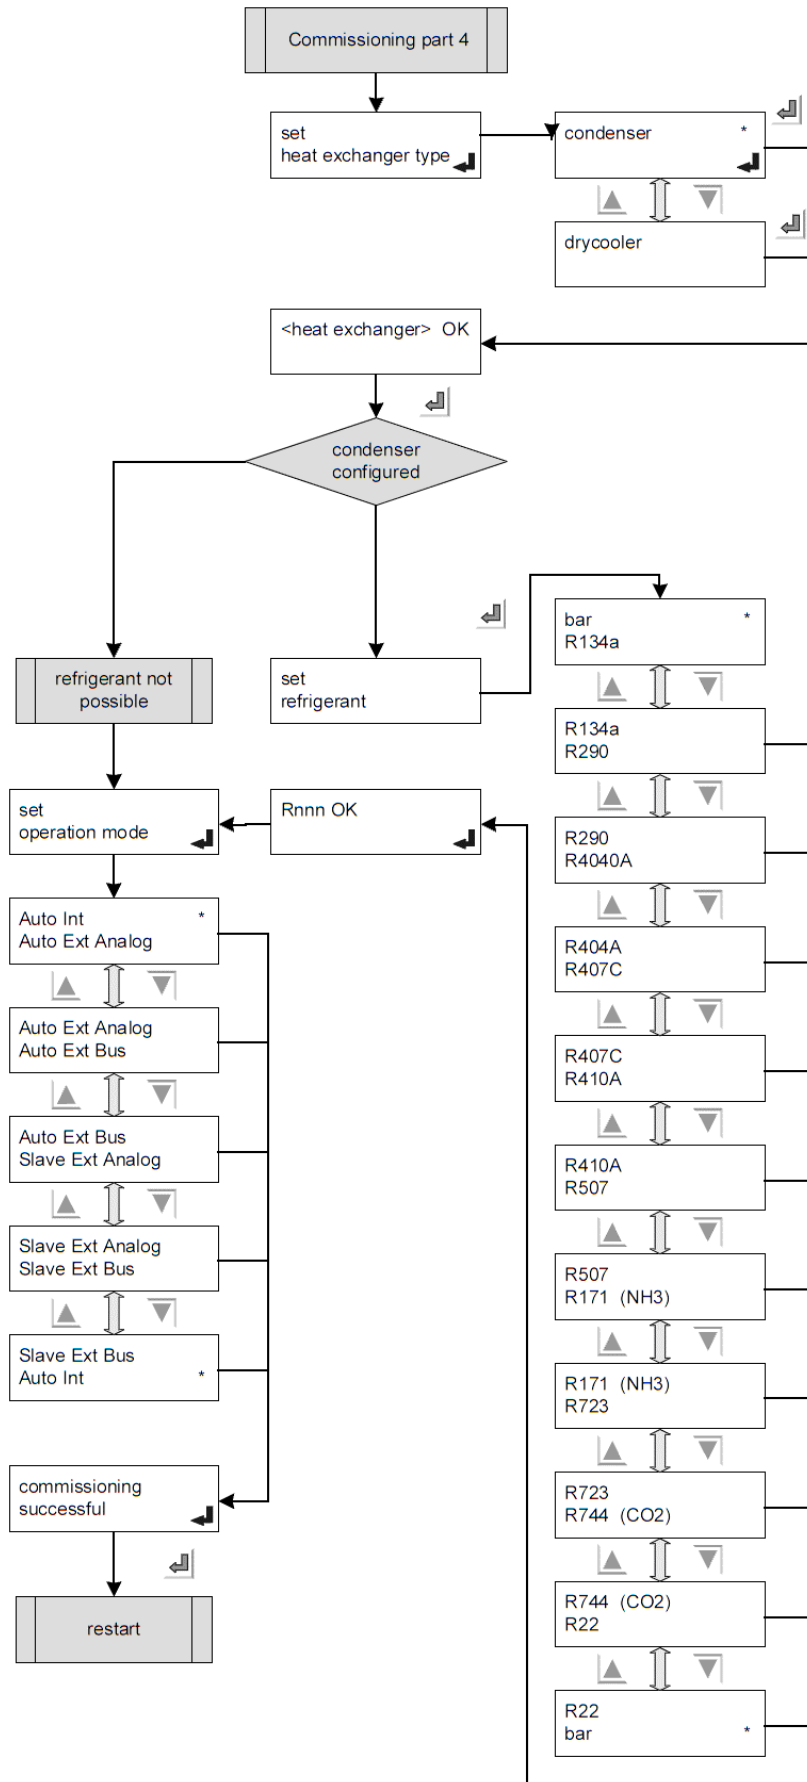 Commissioning part 4
set
heat exchanger type
condenser *
drycooler
<heat exchanger> OK
condenser
configured
bar *
R134a
refrigerant not
possible
set
refrigerant
R134a
R290
set
operation mode
Rnnn OK
R290
R4040A
Auto Int *
Auto Ext Analog
R404A
R407C
Auto Ext Analog
Auto Ext Bus
R407C
R410A
Auto Ext Bus
Slave Ext Analog
R410A
R507
Slave Ext Analog
Slave Ext Bus
R507
R171 (NH3)
Slave Ext Bus
Auto Int *
R171 (NH3)
R723
commissioning
successful
R723
R744 (CO2)
restart
R744 (CO2)
R22
R22
bar *